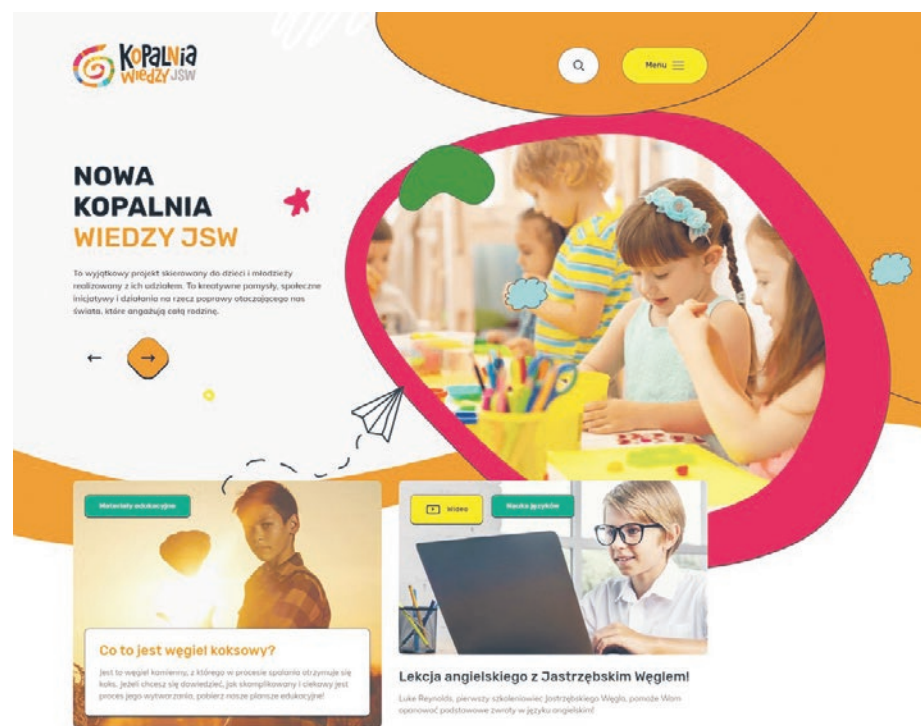 KOPALNIA
WIEDZY JSW
Menu
NOWA
KOPALNIA
WIEDZY JSW
To wyjątkowy projekt skierowany do dzieci i młodzieży
realizowany z ich udziałem. To kreatywne pomysły, społeczne
inicjatywy i działania na rzecz poprawy otaczającego nas
świata, które angażują całą rodzinę.
Materiały edukacyjne
Wideo
Nauka języków
Co to jest węgiel koksowy?
Jest to węgiel kamienny, z którego w procesie spalania otrzymuje się
koks. Jeżeli chcesz się dowiedzieć, jak skomplikowany i ciekawy jest
proces jego wytwarzania, pobierz nasze plansze edukacyjne!
Lekcja angielskiego z Jastrzębskim Węglem!
Luke Reynolds, pierwszy szkoleniowiec Jastrzębskiego Węgla, pomoże Wam
opanować podstawowe zwroty w języku angielskim!